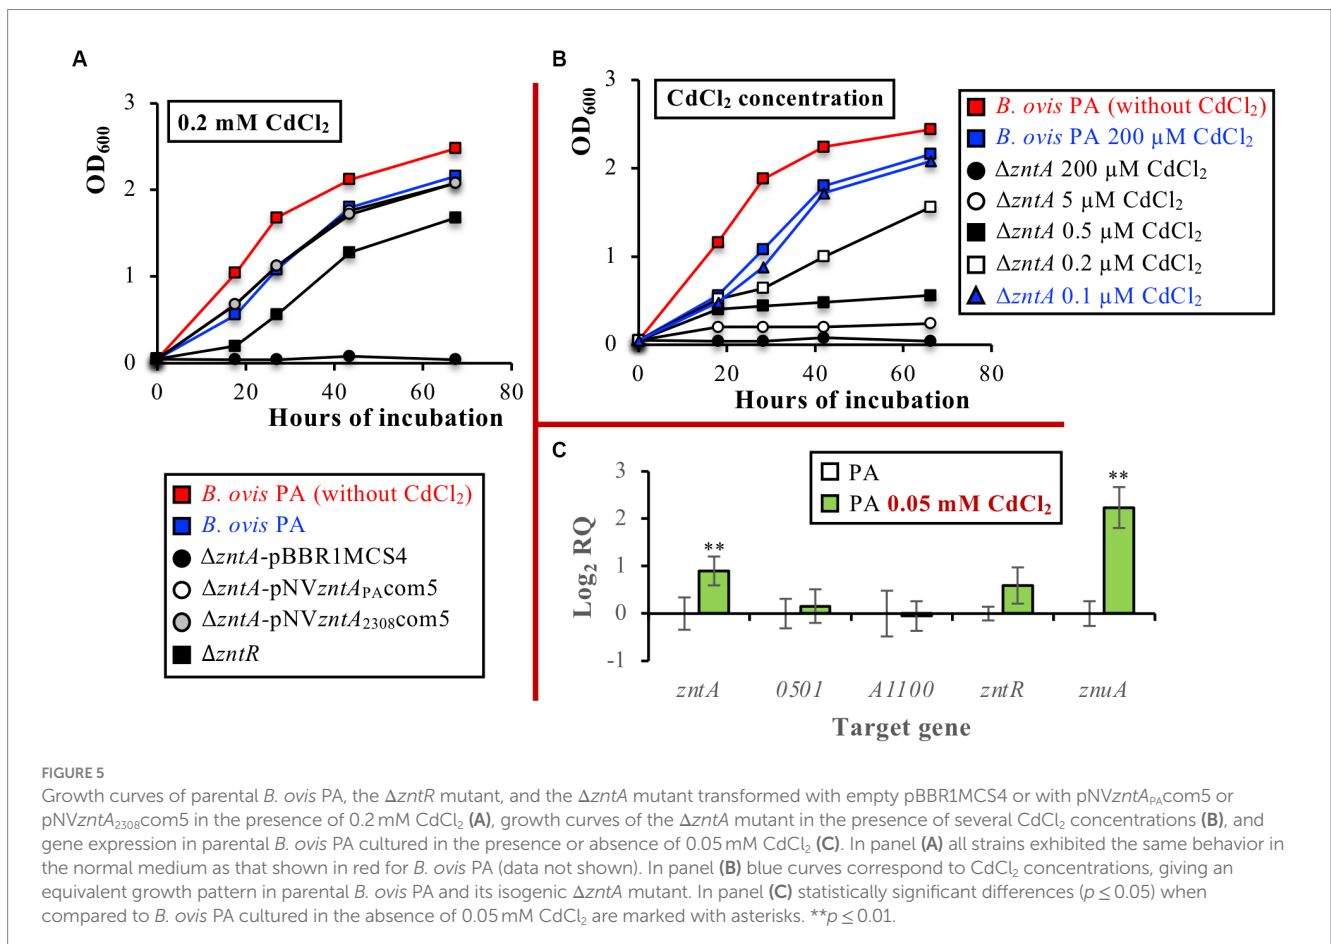 A
3
2
1
0
OD600
0.2 mM CdCl2
0 20 40 60 80
Hours of incubation
B. ovis PA (without CdCl2)
B. ovis PA
ΔzntA-pBBR1MCS4
ΔzntA-pNVzntAPAcom5
ΔzntA-pNVzntA2308com5
ΔzntR
B
3
2
1
0
OD600
CdCl2 concentration
0 20 40 60 80
Hours of incubation
B. ovis PA (without CdCl2)
B. ovis PA 200 µM CdCl2
ΔzntA 200 µM CdCl2
ΔzntA 5 µM CdCl2
ΔzntA 0.5 µM CdCl2
ΔzntA 0.2 µM CdCl2
ΔzntA 0.1 µM CdCl2
C
3
2
1
0
-1
Log2 RQ
PA
PA 0.05 mM CdCl2
**
**
zntA 0501 A1100 zntR znuA
Target gene
FIGURE 5
Growth curves of parental B. ovis PA, the ΔzntR mutant, and the ΔzntA mutant transformed with empty pBBR1MCS4 or with pNVzntAPAcom5 or
pNVzntA2308com5 in the presence of 0.2 mM CdCl2 (A), growth curves of the ΔzntA mutant in the presence of several CdCl2 concentrations (B), and
gene expression in parental B. ovis PA cultured in the presence or absence of 0.05 mM CdCl2 (C). In panel (A) all strains exhibited the same behavior in
the normal medium as that shown in red for B. ovis PA (data not shown). In panel (B) blue curves correspond to CdCl2 concentrations, giving an
equivalent growth pattern in parental B. ovis PA and its isogenic ΔzntA mutant. In panel (C) statistically significant differences (p ≤ 0.05) when
compared to B. ovis PA cultured in the absence of 0.05 mM CdCl2 are marked with asterisks. **p ≤ 0.01.